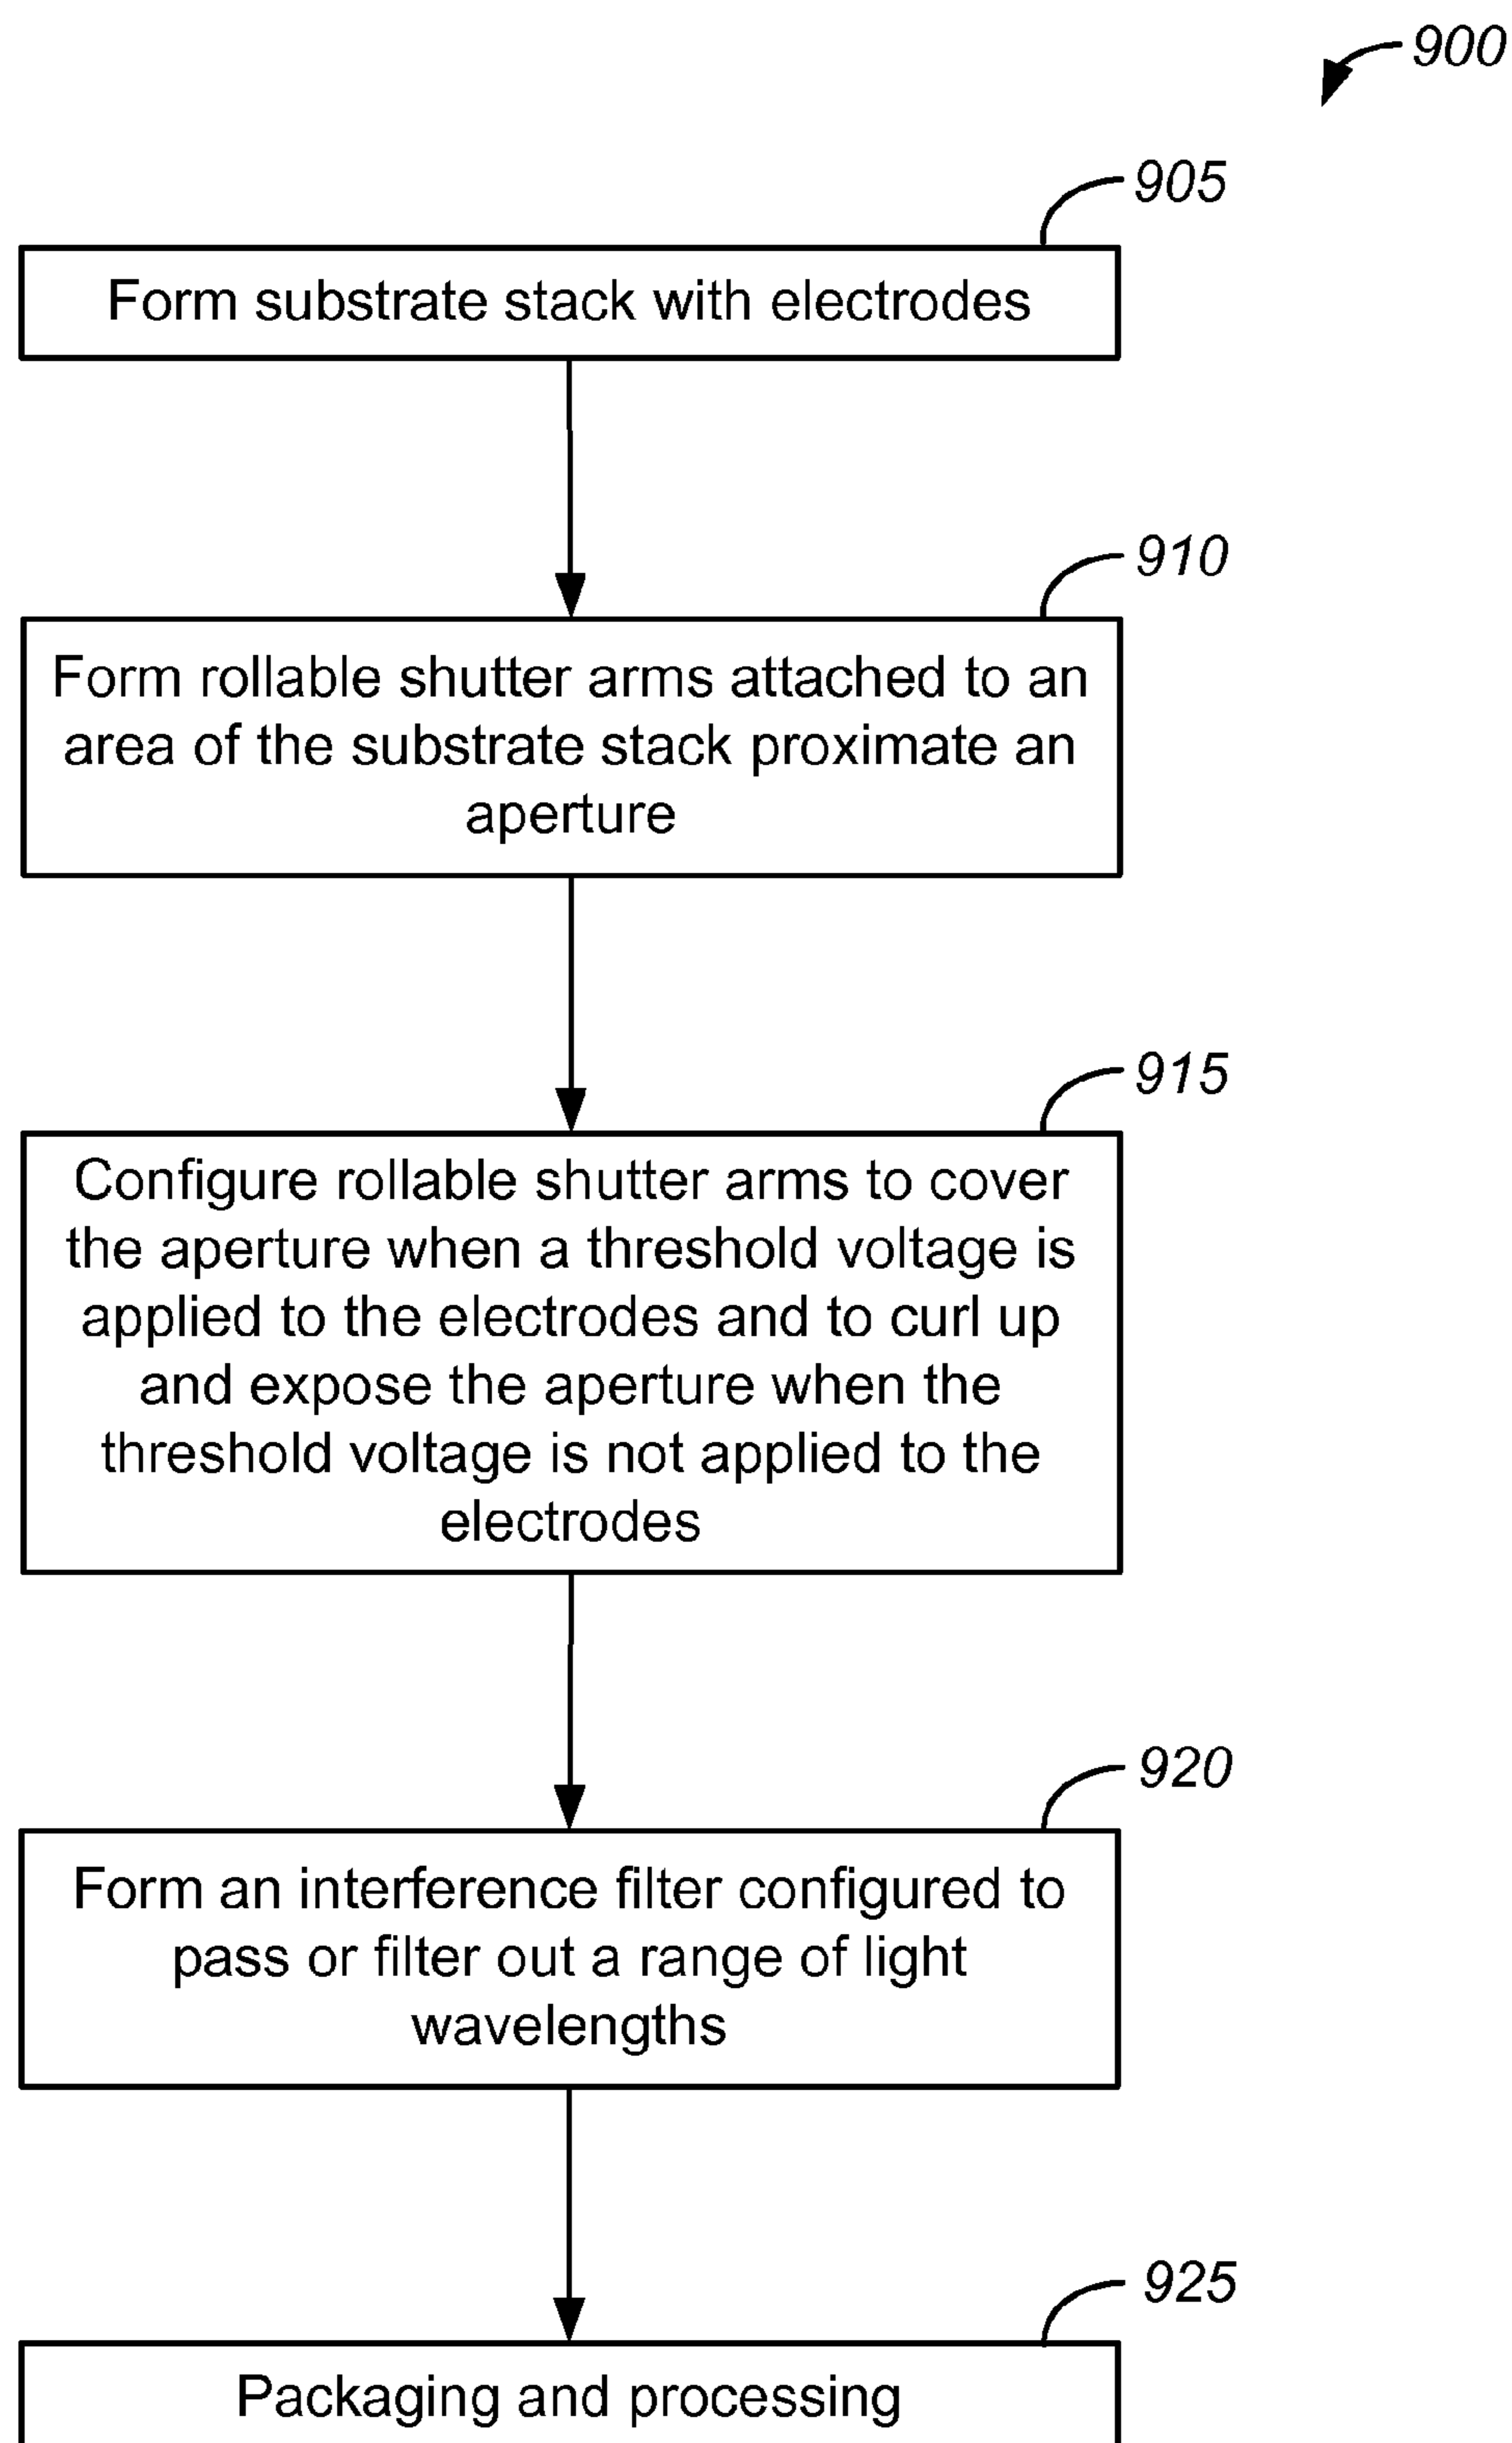 900
905
Form substrate stack with electrodes
910
Form rollable shutter arms attached to an
area of the substrate stack proximate an
aperture
915
Configure rollable shutter arms to cover
the aperture when a threshold voltage is
applied to the electrodes and to curl up
and expose the aperture when the
threshold voltage is not applied to the
electrodes
920
Form an interference filter configured to
pass or filter out a range of light
wavelengths
925
Packaging and processing